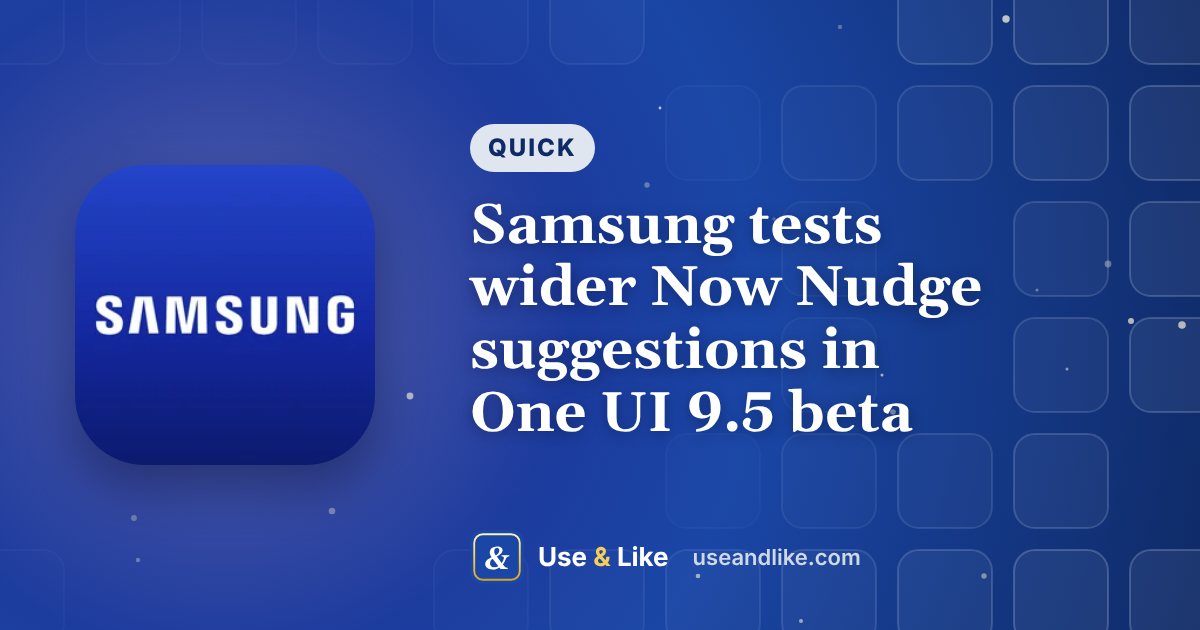 SAMSUNG
QUICK
Samsung tests
wider Now Nudge
suggestions in
One UI 9.5 beta
& Use & Like useandlike.com